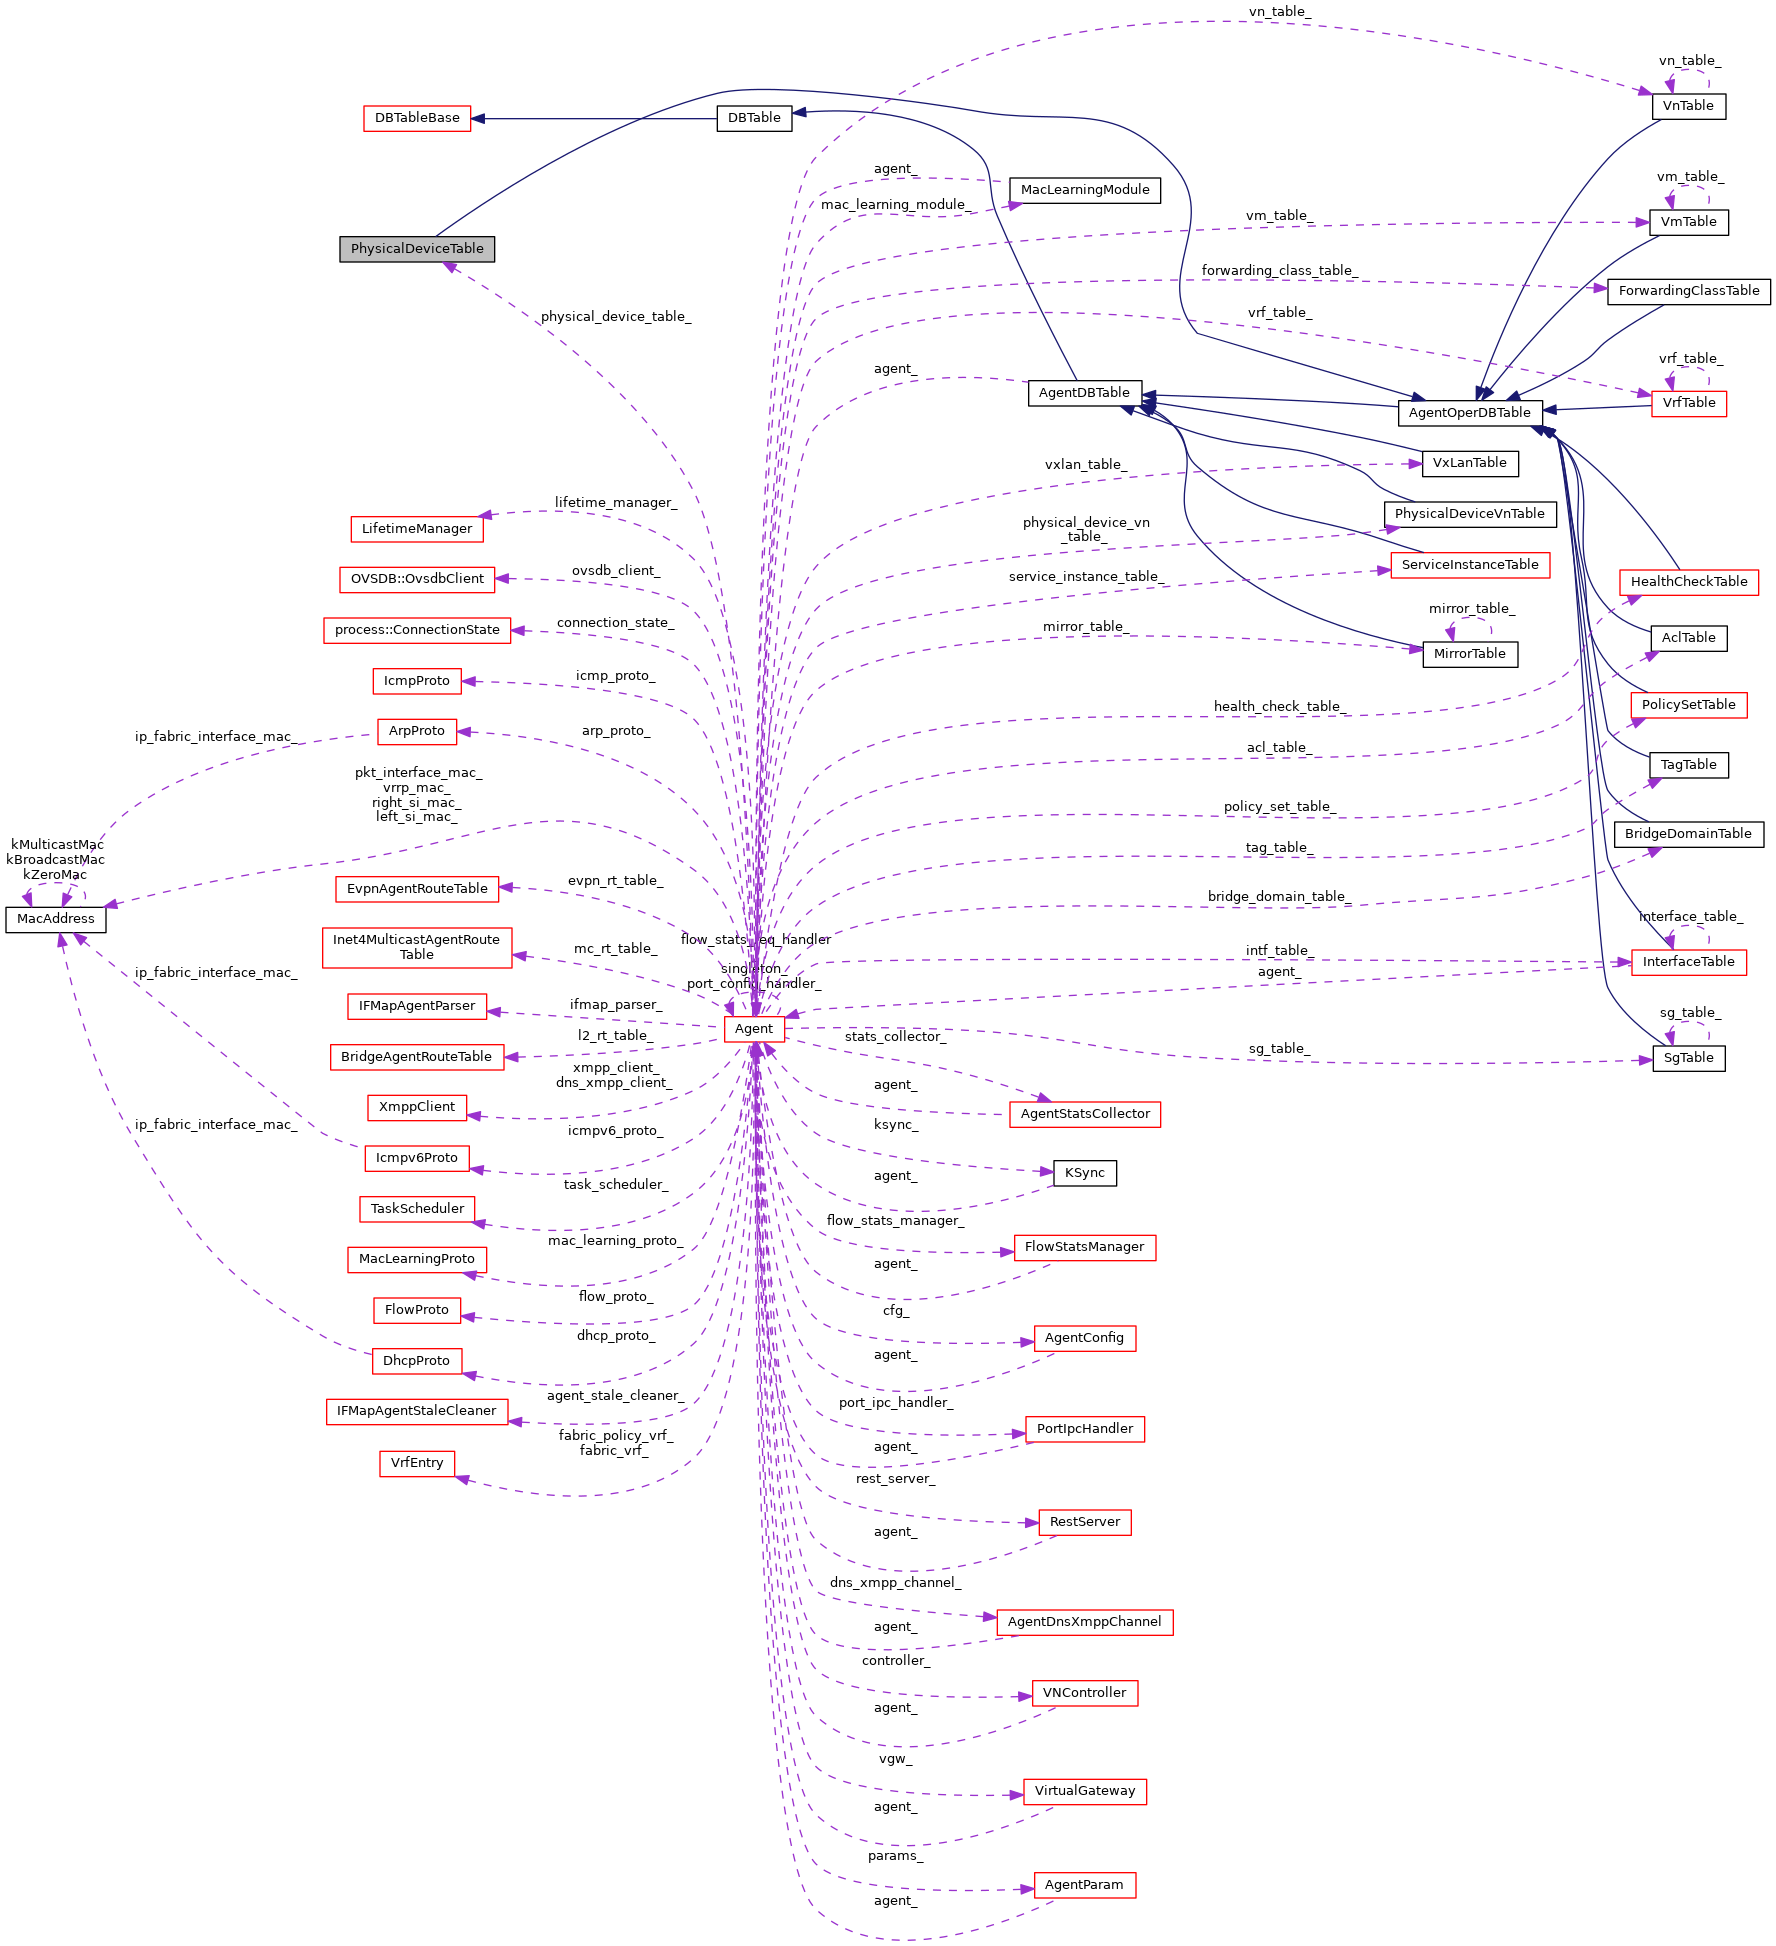 vn_table_
vn_table_
VnTable
DBTableBase
DBTable
agent_
MacLearningModule
mac_learning_module_
vm_table_
vm_table_
VmTable
PhysicalDeviceTable
forwarding_class_table_
ForwardingClassTable
physical_device_table_
vrf_table_
vrf_table_
VrfTable
agent_
AgentDBTable
AgentOperDBTable
vxlan_table_
VxLanTable
lifetime_manager_
LifetimeManager
PhysicalDeviceVnTable
physical_device_vn
_table_
ovsdb_client_
OVSDB::OvsdbClient
service_instance_table_
ServiceInstanceTable
HealthCheckTable
connection_state_
process::ConnectionState
mirror_table_
mirror_table_
MirrorTable
AclTable
icmp_proto_
IcmpProto
health_check_table_
PolicySetTable
ip_fabric_interface_mac_
ArpProto
arp_proto_
acl_table_
TagTable
pkt_interface_mac_
vrrp_mac_
right_si_mac_
left_si_mac_
policy_set_table_
BridgeDomainTable
kMulticastMac
kBroadcastMac
kZeroMac
MacAddress
tag_table_
EvpnAgentRouteTable
evpn_rt_table_
bridge_domain_table_
interface_table_
Inet4MulticastAgentRoute
Table
mc_rt_table_
flow_stats_req_handler
singleton_
port_config_handler_
intf_table_
agent_
InterfaceTable
ip_fabric_interface_mac_
IFMapAgentParser
ifmap_parser_
Agent
sg_table_
sg_table_
SgTable
BridgeAgentRouteTable
l2_rt_table_
stats_collector_
xmpp_client_
dns_xmpp_client_
XmppClient
agent_
AgentStatsCollector
ip_fabric_interface_mac_
icmpv6_proto_
Icmpv6Proto
ksync_
KSync
agent_
task_scheduler_
TaskScheduler
flow_stats_manager_
mac_learning_proto_
MacLearningProto
FlowStatsManager
agent_
flow_proto_
FlowProto
cfg_
dhcp_proto_
DhcpProto
AgentConfig
agent_
agent_stale_cleaner_
IFMapAgentStaleCleaner
port_ipc_handler_
PortIpcHandler
fabric_policy_vrf_
fabric_vrf_
VrfEntry
agent_
rest_server_
RestServer
agent_
dns_xmpp_channel_
AgentDnsXmppChannel
agent_
controller_
VNController
agent_
vgw_
VirtualGateway
agent_
params_
AgentParam
agent_